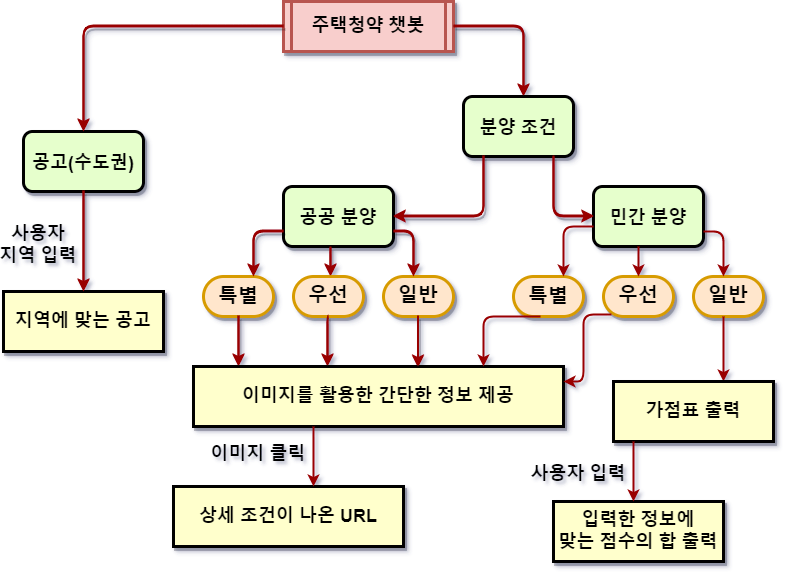 주택청약 챗봇
분양 조건
공고(수도권)
공공 분양
민간 분양
사용자
지역 입력
특별
우선
일반
특별
우선
일반
지역에 맞는 공고
이미지를 활용한 간단한 정보 제공
가점표 출력
이미지 클릭
사용자 입력
상세 조건이 나온 URL
입력한 정보에
맞는 점수의 합 출력